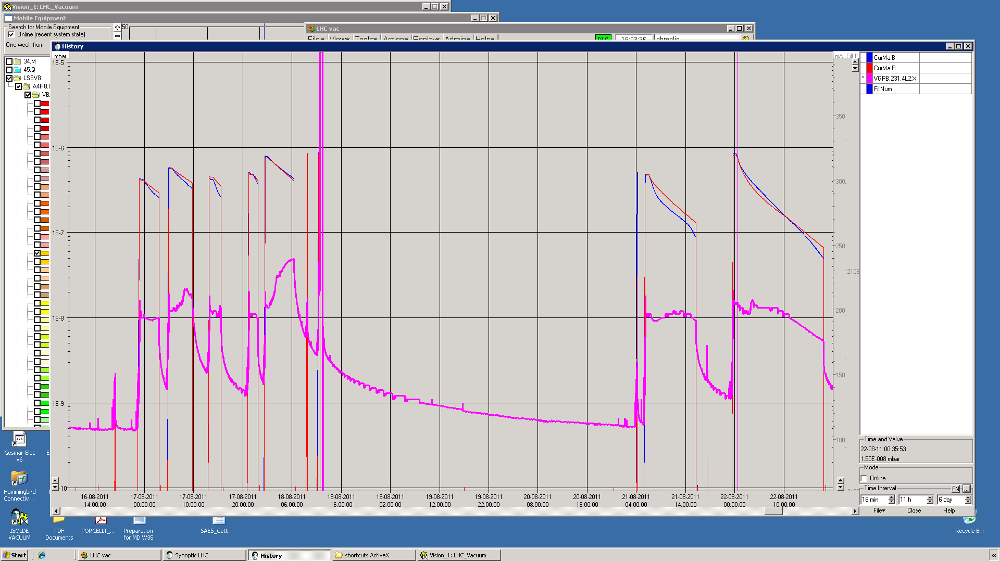 Vision_1: LHC_Vacuum
Mobile Equipment
Search for Mobile Equipment
Online (recent system state)
One week from
50
LHC vac
File View Tools Action Replay Admin Help
16:03:36
History
mbar
1E-5
1E-6
1E-7
1E-8
1E-9
-10
34.M
45.Q
LSSV8
mA Fill #
350
300
250
2106
200
150
100
CurMa.B
CurMa.R
* VGPB.231.4L2.X
FillNum
Time and Value
22-08-11 00:35:53
1.50E-008 mbar
Mode
Online
Time Interval FN ...
16 min 11 h 6 day
File Close Help
16-08-2011 17-08-2011 17-08-2011 17-08-2011 18-08-2011 18-08-2011 19-08-2011 19-08-2011 19-08-2011 20-08-2011 20-08-2011 21-08-2011 21-08-2011 22-08-2011 22-08-2011
14:00:00 00:00:00 10:00:00 20:00:00 06:00:00 16:00:00 02:00:00 12:00:00 22:00:00 08:00:00 18:00:00 04:00:00 14:00:00 00:00:00 10:00:00
Gesmar-Elec
V6
Hummingbird
Connectiv...
ISOLDE
VACUUM
PDF
Documents
PORCELLI_...
Preparation
for MD W35
SAES_Gett...
Recycle Bin
Start
LHC vac
Synoptic LHC
History
shortcuts ActiveX
Vision_1: LHC_Vacuum
«